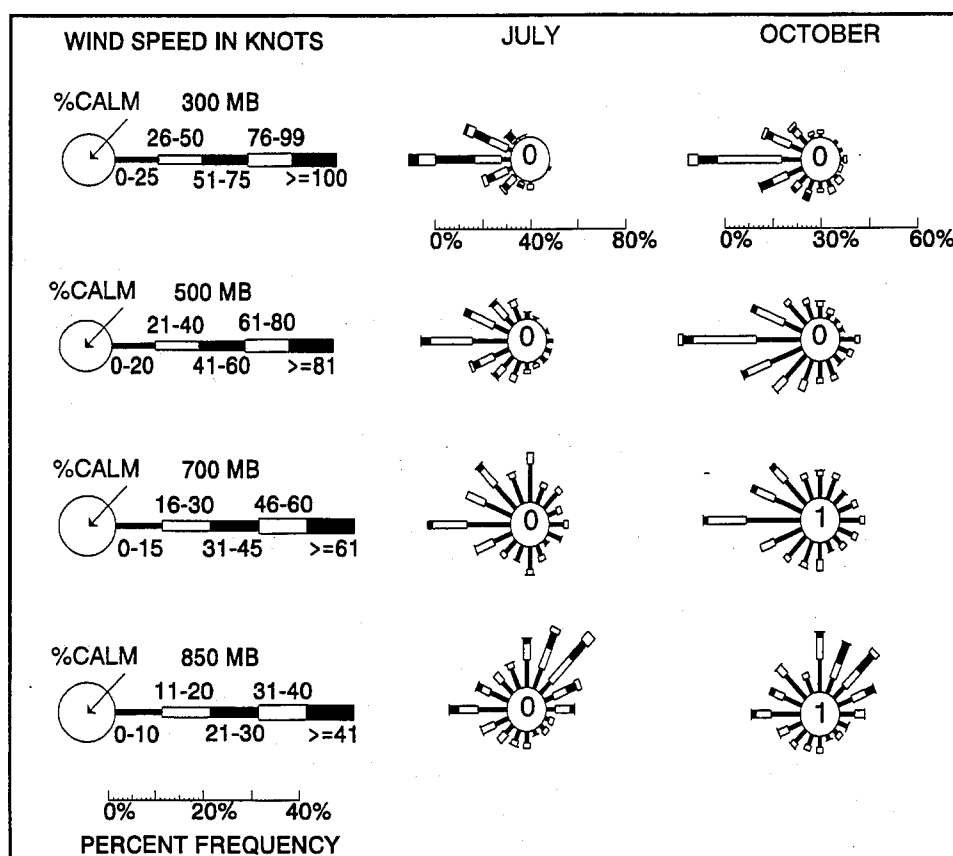 WIND SPEED IN KNOTS JULY OCTOBER
%CALM 300 MB
26-50 76-99
0-25 51-75 >=100
0 0
0% 40% 80% 0% 30% 60%
%CALM 500 MB
21-40 61-80
0-20 41-60 >=81
0 0
%CALM 700 MB
16-30 46-60
0-15 31-45 >=61
0 1
%CALM 850 MB
11-20 31-40
0-10 21-30 >=41
0 1
0% 20% 40%
PERCENT FREQUENCY